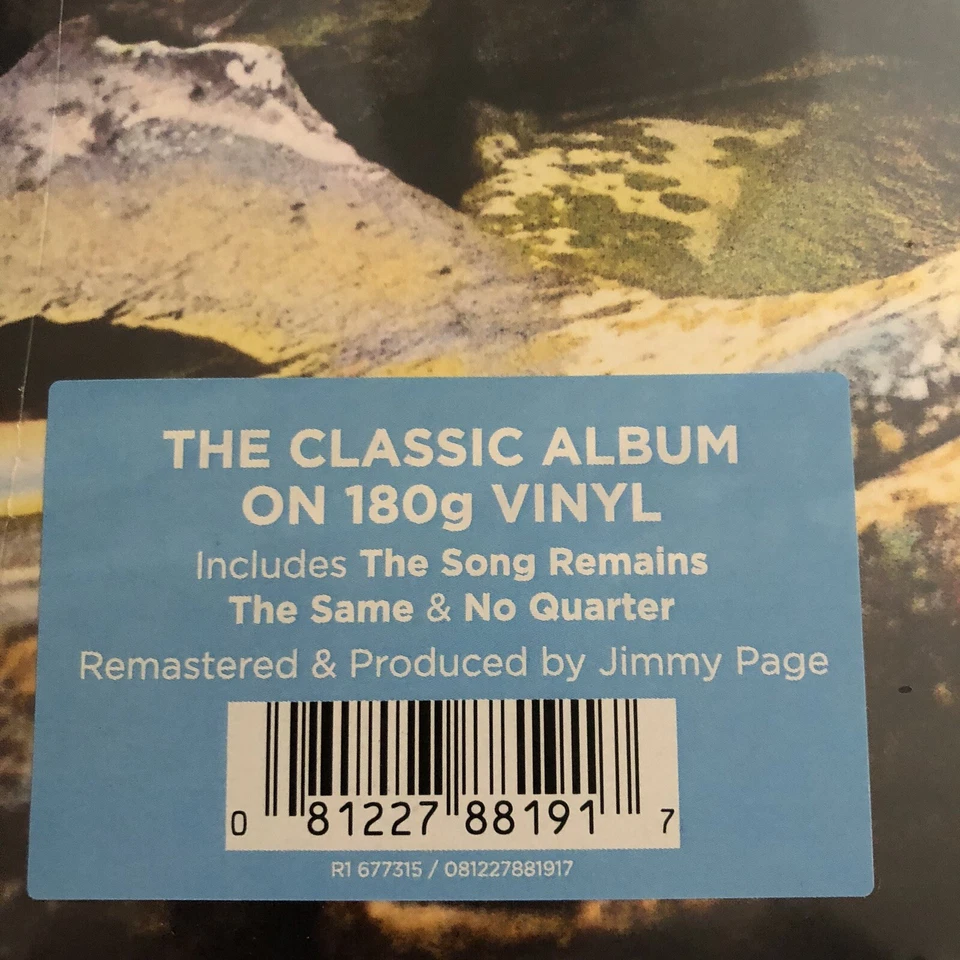 THE CLASSIC ALBUM
ON 180g VINYL
Includes The Song Remains
The Same & No Quarter
Remastered & Produced by Jimmy Page
0 81227 88191 7
R1 677315 / 081227881917